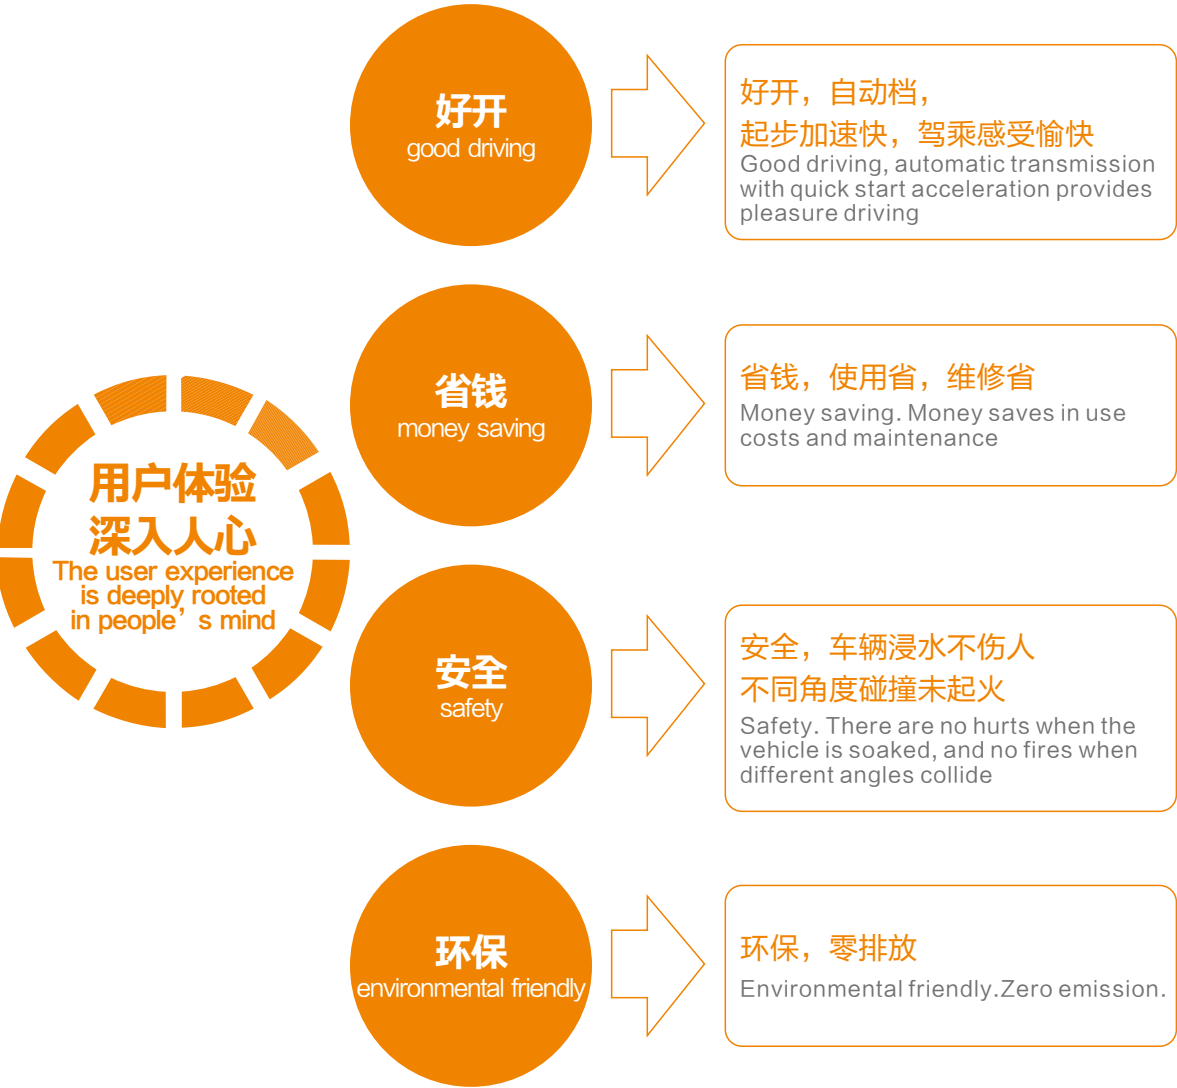 用户体验
深入人心
The user experience
is deeply rooted
in people’s mind
好开
good driving
好开，自动档，
起步加速快，驾乘感受愉快
Good driving, automatic transmission
with quick start acceleration provides
pleasure driving
省钱
money saving
省钱，使用省，维修省
Money saving. Money saves in use
costs and maintenance
安全
safety
安全，车辆浸水不伤人
不同角度碰撞未起火
Safety. There are no hurts when the
vehicle is soaked, and no fires when
different angles collide
环保
environmental friendly
环保，零排放
Environmental friendly.Zero emission.